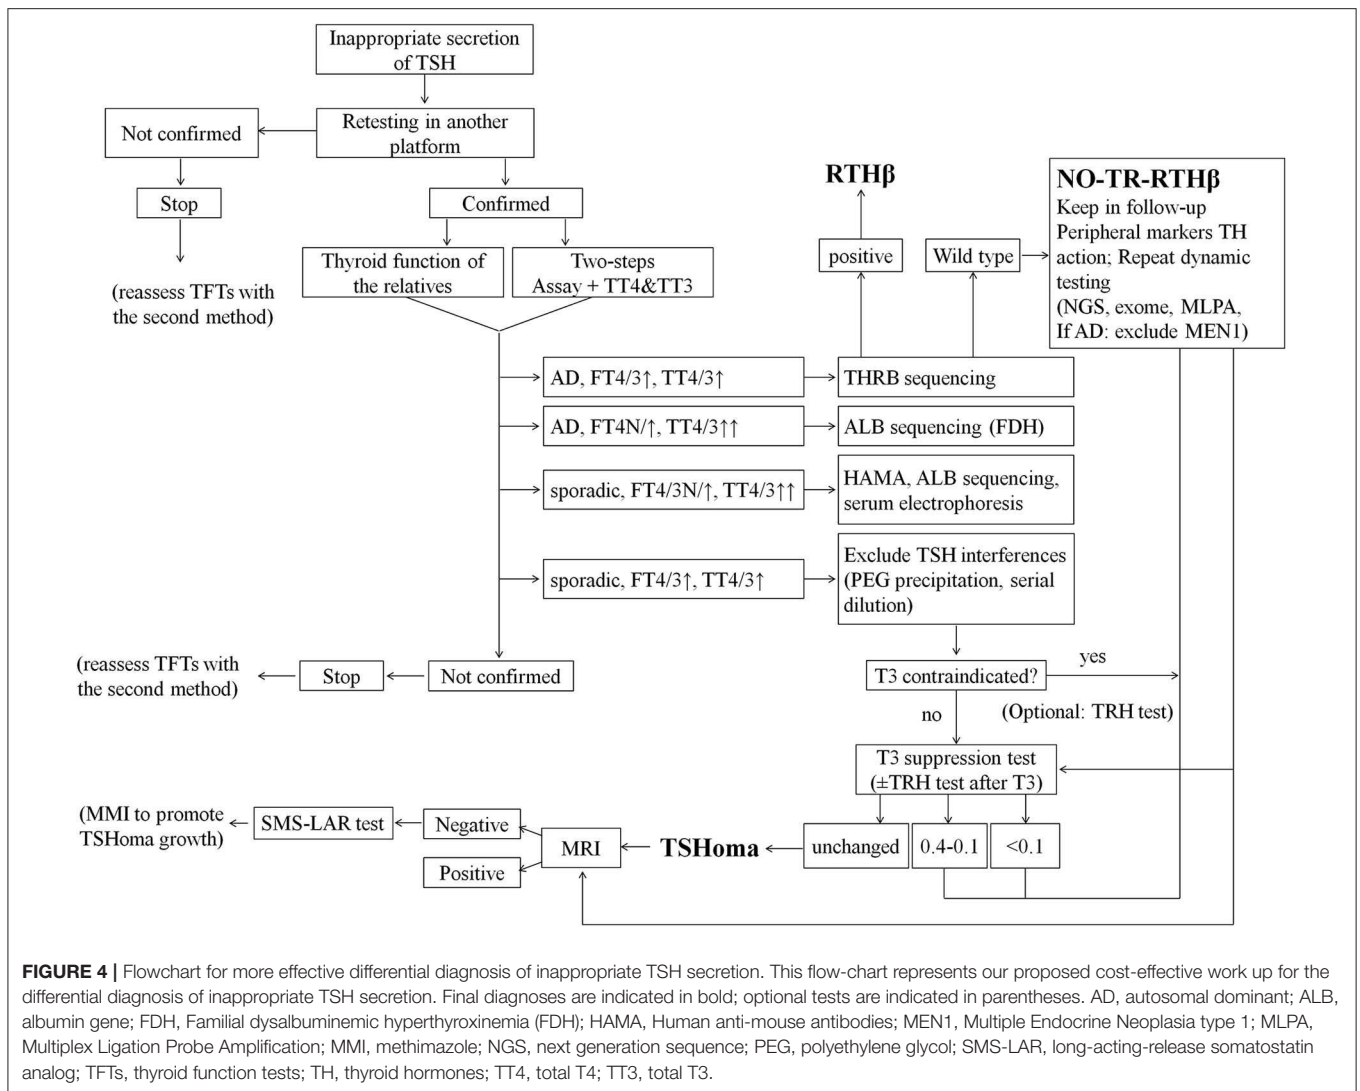 Inappropriate secretion
of TSH
Not confirmed
Retesting in another
platform
Stop
Confirmed
(reassess TFTs with
the second method)
Thyroid function of
the relatives
Two-steps
Assay + TT4&TT3
RTHβ
positive
Wild type
NO-TR-RTHβ
Keep in follow-up
Peripheral markers TH
action; Repeat dynamic
testing
(NGS, exome, MLPA,
If AD: exclude MEN1)
AD, FT4/3↑, TT4/3↑
THRB sequencing
AD, FT4N/↑, TT4/3↑↑
ALB sequencing (FDH)
sporadic, FT4/3N/↑, TT4/3↑↑
HAMA, ALB sequencing,
serum electrophoresis
sporadic, FT4/3↑, TT4/3↑
Exclude TSH interferences
(PEG precipitation, serial
dilution)
(reassess TFTs with
the second method)
Stop
Not confirmed
T3 contraindicated?
yes
no
(Optional: TRH test)
T3 suppression test
(±TRH test after T3)
unchanged
0.4-0.1
<0.1
TSHoma
MRI
Negative
Positive
SMS-LAR test
(MMI to promote
TSHoma growth)
FIGURE 4 | Flowchart for more effective differential diagnosis of inappropriate TSH secretion. This flow-chart represents our proposed cost-effective work up for the
differential diagnosis of inappropriate TSH secretion. Final diagnoses are indicated in bold; optional tests are indicated in parentheses. AD, autosomal dominant; ALB,
albumin gene; FDH, Familial dysalbuminemic hyperthyroxinemia (FDH); HAMA, Human anti-mouse antibodies; MEN1, Multiple Endocrine Neoplasia type 1; MLPA,
Multiplex Ligation Probe Amplification; MMI, methimazole; NGS, next generation sequence; PEG, polyethylene glycol; SMS-LAR, long-acting-release somatostatin
analog; TFTs, thyroid function tests; TH, thyroid hormones; TT4, total T4; TT3, total T3.